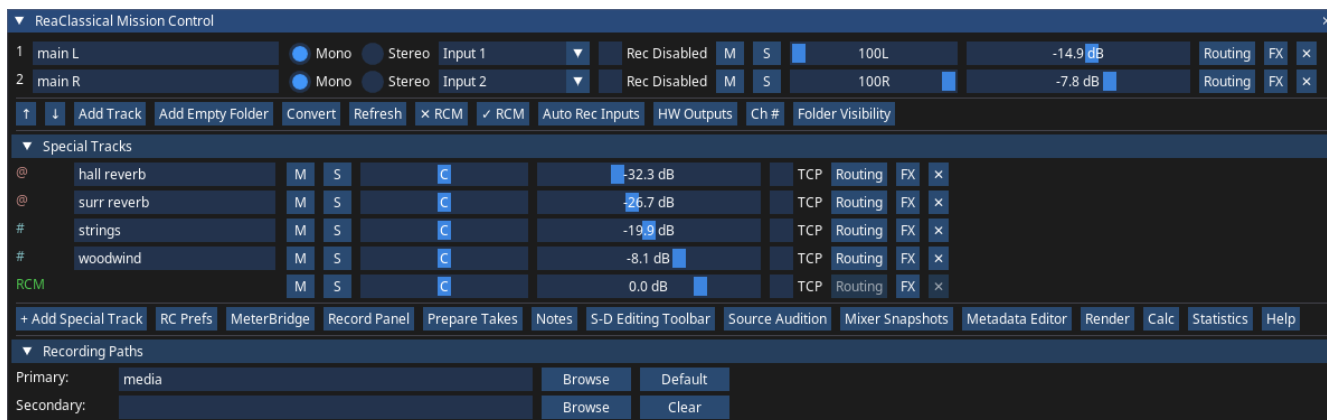 ▼ ReaClassical Mission Control ×
1 main L Mono Stereo Input 1 ▼ Rec Disabled M S 100L -14.9 dB Routing FX ×
2 main R Mono Stereo Input 2 ▼ Rec Disabled M S 100R -7.8 dB Routing FX ×
↑ ↓ Add Track Add Empty Folder Convert Refresh × RCM ✓ RCM Auto Rec Inputs HW Outputs Ch # Folder Visibility
▼ Special Tracks
@ hall reverb M S C -32.3 dB TCP Routing FX ×
@ surr reverb M S C -26.7 dB TCP Routing FX ×
# strings M S C -19.9 dB TCP Routing FX ×
# woodwind M S C -8.1 dB TCP Routing FX ×
RCM M S C 0.0 dB TCP Routing FX ×
+ Add Special Track RC Prefs MeterBridge Record Panel Prepare Takes Notes S-D Editing Toolbar Source Audition Mixer Snapshots Metadata Editor Render Calc Statistics Help
▼ Recording Paths
Primary: media Browse Default
Secondary: Browse Clear